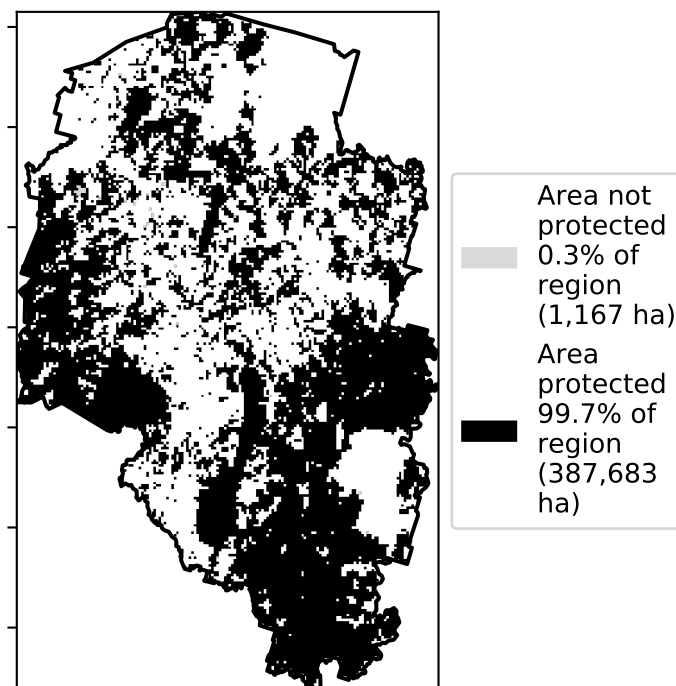 Area not
protected
0.3% of
region
(1,167 ha)
Area
protected
99.7% of
region
(387,683
ha)